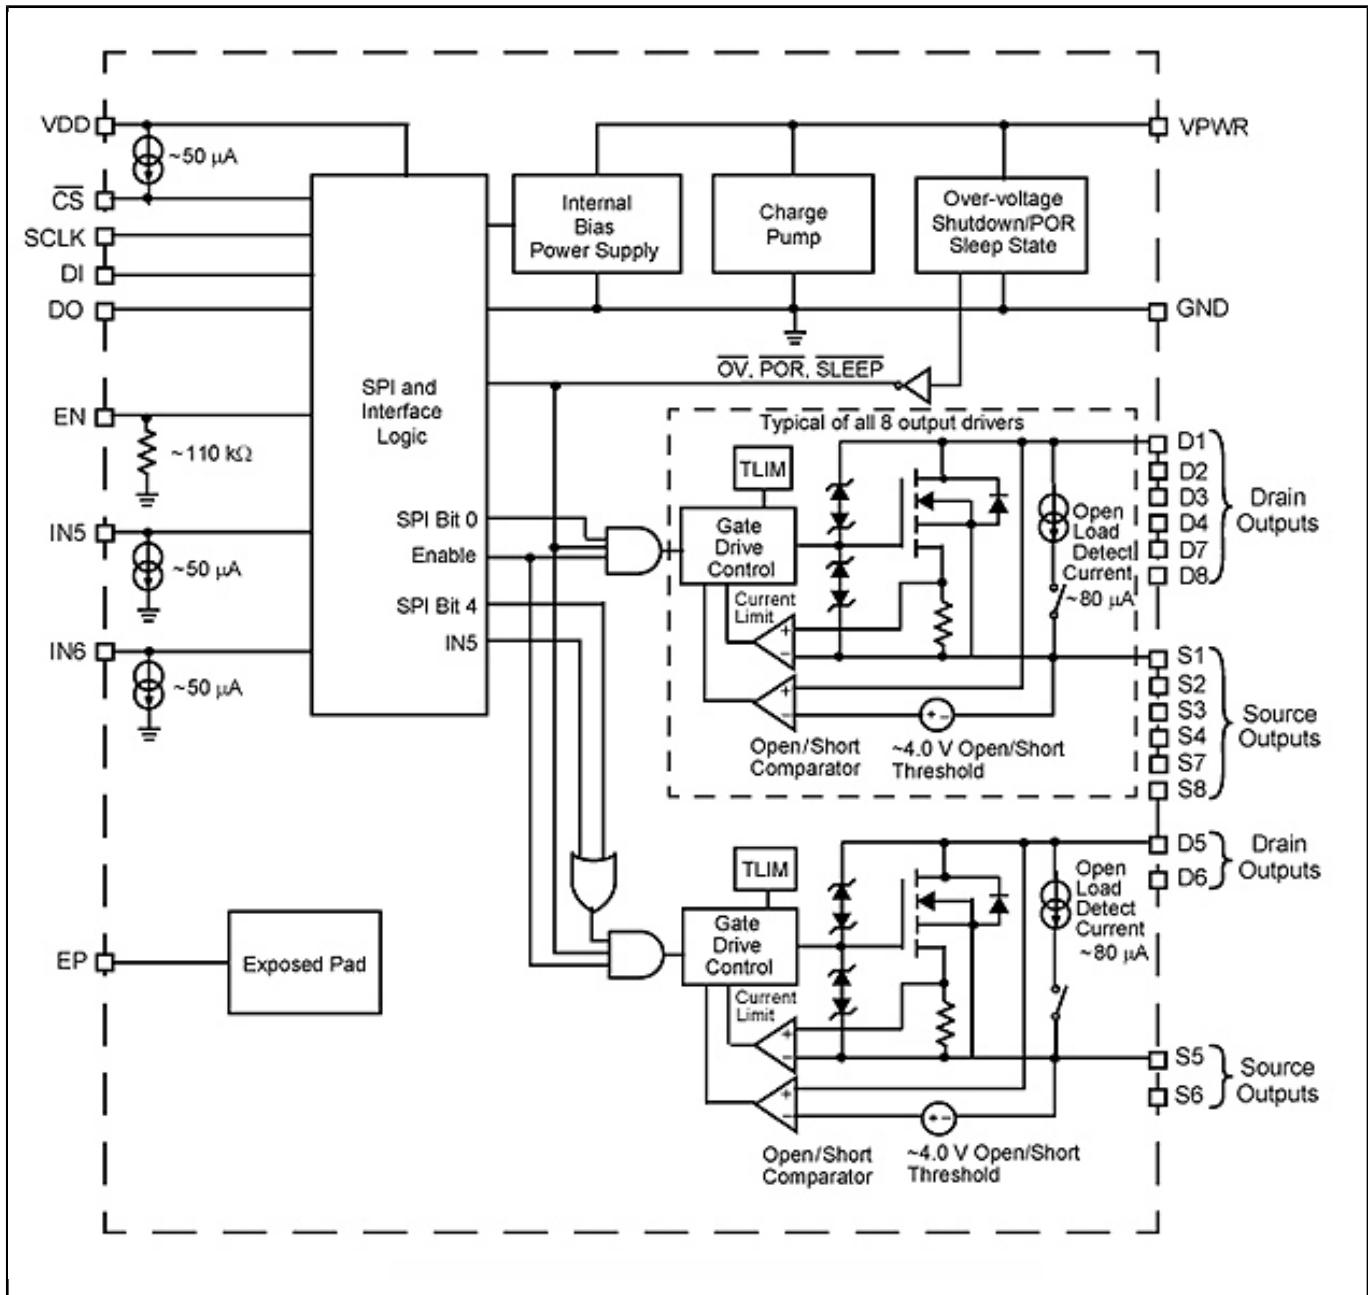 VDD
~50 µA
CS
SCLK
DI
DO
EN
~110 kΩ
IN5
~50 µA
IN6
~50 µA
EP
Exposed Pad
SPI and
Interface
Logic
SPI Bit 0
Enable
SPI Bit 4
IN5
Internal
Bias
Power Supply
Charge
Pump
Over-voltage
Shutdown/POR
Sleep State
VPWR
GND
OV, POR, SLEEP
Typical of all 8 output drivers
TLIM
Gate
Drive
Control
Current
Limit
+
−
+
−
+ -
Open
Load
Detect
Current
~80 µA
Open/Short
Comparator
~4.0 V Open/Short
Threshold
D1
D2
D3
D4
D7
D8
Drain
Outputs
S1
S2
S3
S4
S7
S8
Source
Outputs
TLIM
Gate
Drive
Control
Current
Limit
+
−
+
−
+ -
Open
Load
Detect
Current
~80 µA
Open/Short
Comparator
~4.0 V Open/Short
Threshold
D5
D6
Drain
Outputs
S5
S6
Source
Outputs